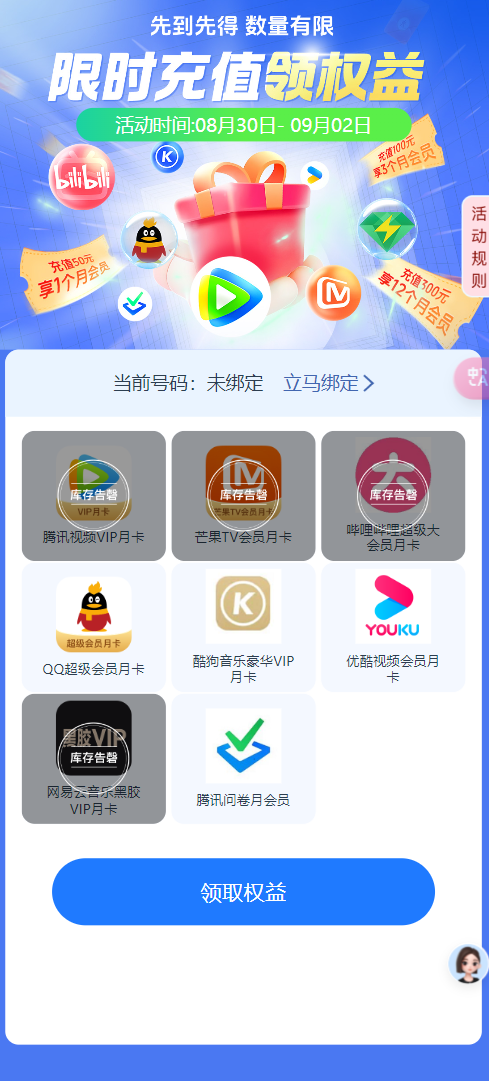 先到先得 数量有限
限时充值领权益
活动时间:08月30日- 09月02日
充值100元
享3个月会员
bilibili
K
充值50元
享1个月会员
充值300元
享12个月会员
活动规则
当前号码：未绑定 立马绑定
中A
库存告罄
VIP月卡
腾讯视频VIP月卡
库存告罄
芒果TV会员月卡
芒果TV会员月卡
大
库存告罄
哔哩哔哩超级大
会员月卡
超级会员月卡
QQ超级会员月卡
K
酷狗音乐豪华VIP
月卡
YOUKU
优酷视频会员月
卡
黑胶VIP
库存告罄
网易云音乐黑胶
VIP月卡
腾讯问卷月会员
领取权益